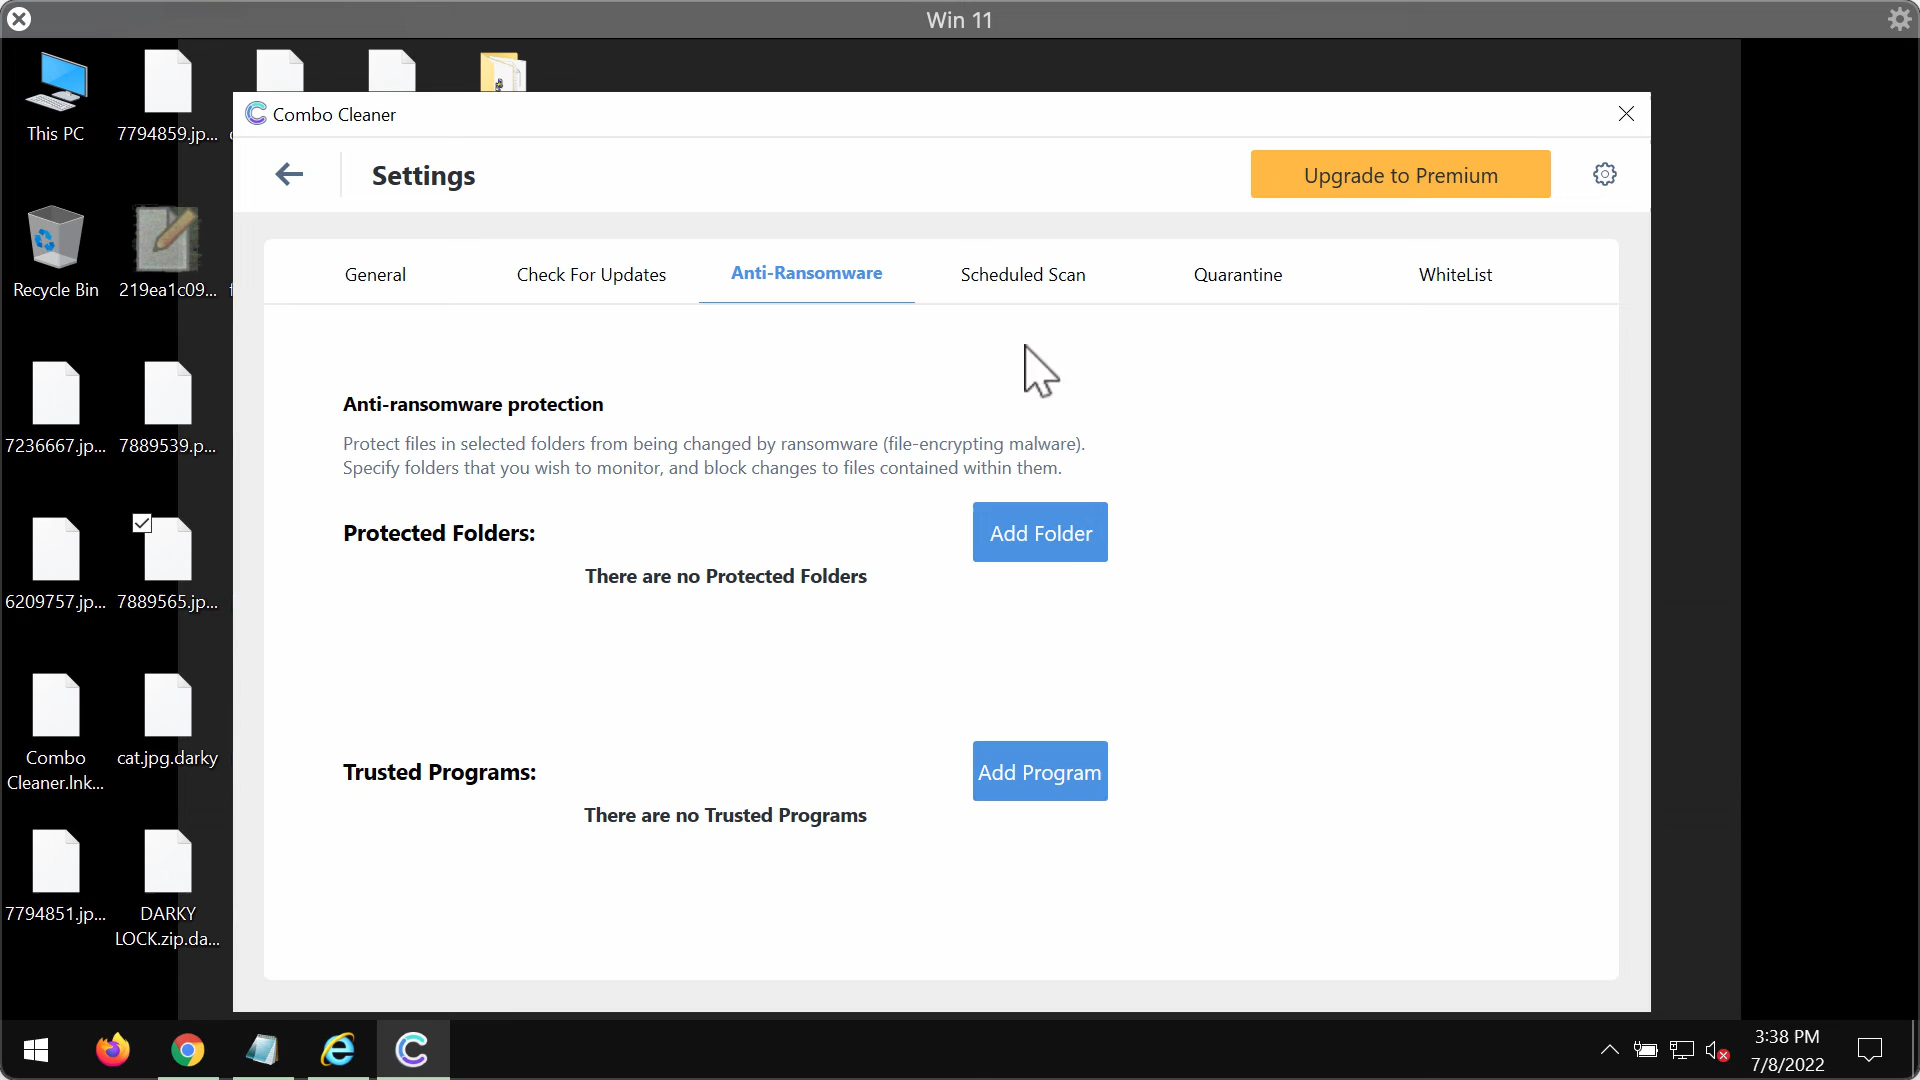 Win 11
This PC
7794859.jp...
Combo Cleaner
Settings
Upgrade to Premium
Recycle Bin
219ea1c09...
General
Check For Updates
Anti-Ransomware
Scheduled Scan
Quarantine
WhiteList
Anti-ransomware protection
Protect files in selected folders from being changed by ransomware (file-encrypting malware).
Specify folders that you wish to monitor, and block changes to files contained within them.
7236667.jp...
7889539.p...
Protected Folders:
Add Folder
There are no Protected Folders
6209757.jp...
7889565.jp...
Combo
Cleaner.lnk...
cat.jpg.darky
Trusted Programs:
Add Program
There are no Trusted Programs
7794851.jp...
DARKY
LOCK.zip.da...
3:38 PM
7/8/2022